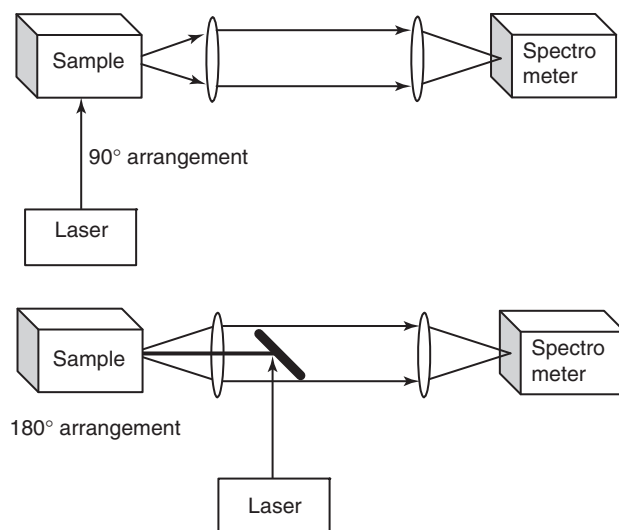 Sample
Spectro
meter
90° arrangement
Laser
Sample
Spectro
meter
180° arrangement
Laser